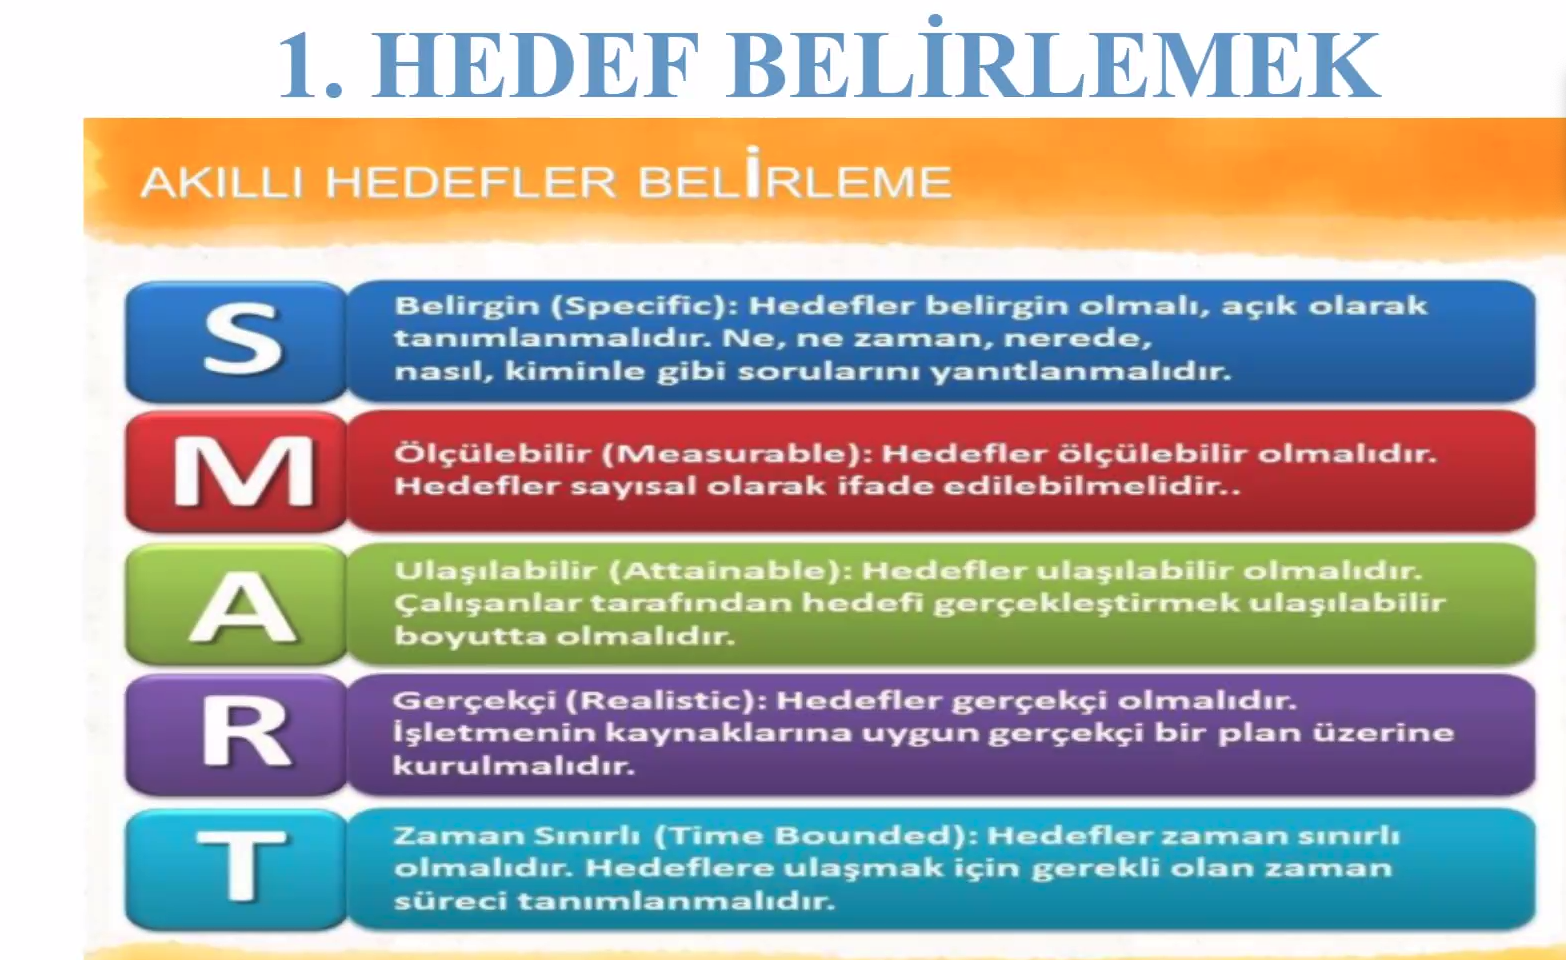 1. HEDEF BELİRLEMEK
AKILLI HEDEFLER BELİRLEME
S
Belirgin (Specific): Hedefler belirgin olmalı, açık olarak
tanımlanmalıdır. Ne, ne zaman, nerede,
nasıl, kiminle gibi sorularını yanıtlanmalıdır.
M
Ölçülebilir (Measurable): Hedefler ölçülebilir olmalıdır.
Hedefler sayısal olarak ifade edilebilmelidir..
A
Ulaşılabilir (Attainable): Hedefler ulaşılabilir olmalıdır.
Çalışanlar tarafından hedefi gerçekleştirmek ulaşılabilir
boyutta olmalıdır.
R
Gerçekçi (Realistic): Hedefler gerçekçi olmalıdır.
İşletmenin kaynaklarına uygun gerçekçi bir plan üzerine
kurulmalıdır.
T
Zaman Sınırlı (Time Bounded): Hedefler zaman sınırlı
olmalıdır. Hedeflere ulaşmak için gerekli olan zaman
süreci tanımlanmalıdır.